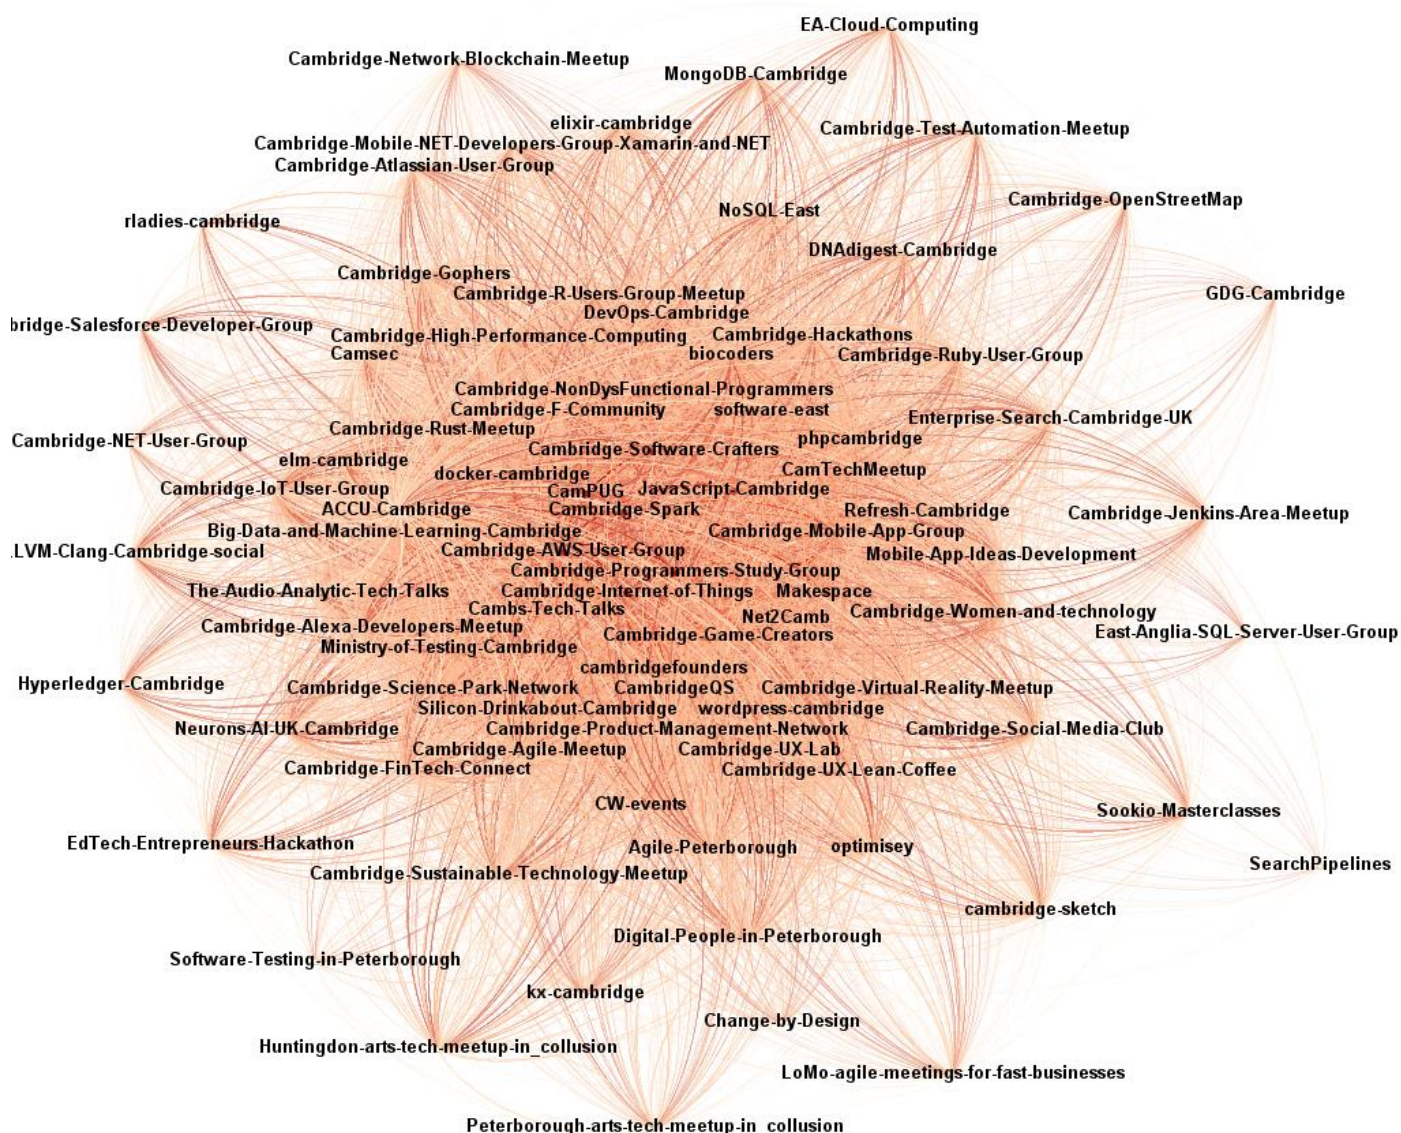 EA-Cloud-Computing
Cambridge-Network-Blockchain-Meetup
MongoDB-Cambridge
elixir-cambridge
Cambridge-Test-Automation-Meetup
Cambridge-Mobile-NET-Developers-Group-Xamarin-and-NET
Cambridge-Atlassian-User-Group
Cambridge-OpenStreetMap
NoSQL-East
rladies-cambridge
DNAdigest-Cambridge
Cambridge-Gophers
Cambridge-R-Users-Group-Meetup
GDG-Cambridge
DevOps-Cambridge
bridge-Salesforce-Developer-Group
Cambridge-High-Performance-Computing
Cambridge-Hackathons
Camsec
biocoders
Cambridge-Ruby-User-Group
Cambridge-NonDysFunctional-Programmers
Cambridge-F-Community
software-east
Enterprise-Search-Cambridge-UK
Cambridge-Rust-Meetup
phpcambridge
Cambridge-NET-User-Group
Cambridge-Software-Crafters
elm-cambridge
docker-cambridge
CamTechMeetup
Cambridge-IoT-User-Group
CamPUG
JavaScript-Cambridge
ACCU-Cambridge
Cambridge-Spark
Refresh-Cambridge
Cambridge-Jenkins-Area-Meetup
Big-Data-and-Machine-Learning-Cambridge
Cambridge-Mobile-App-Group
LVM-Clang-Cambridge-social
Cambridge-AWS-User-Group
Mobile-App-Ideas-Development
Cambridge-Programmers-Study-Group
The-Audio-Analytic-Tech-Talks
Cambridge-Internet-of-Things
Makespace
Cambs-Tech-Talks
Net2Camb
Cambridge-Women-and-technology
Cambridge-Alexa-Developers-Meetup
Cambridge-Game-Creators
East-Anglia-SQL-Server-User-Group
Ministry-of-Testing-Cambridge
cambridgefounders
Hyperledger-Cambridge
Cambridge-Science-Park-Network
CambridgeQS
Cambridge-Virtual-Reality-Meetup
Silicon-Drinkabout-Cambridge
wordpress-cambridge
Neurons-AI-UK-Cambridge
Cambridge-Product-Management-Network
Cambridge-Social-Media-Club
Cambridge-Agile-Meetup
Cambridge-UX-Lab
Cambridge-FinTech-Connect
Cambridge-UX-Lean-Coffee
CW-events
Sookio-Masterclasses
EdTech-Entrepreneurs-Hackathon
Agile-Peterborough
optimisey
SearchPipelines
Cambridge-Sustainable-Technology-Meetup
cambridge-sketch
Digital-People-in-Peterborough
Software-Testing-in-Peterborough
kx-cambridge
Change-by-Design
Huntingdon-arts-tech-meetup-in_collusion
LoMo-agile-meetings-for-fast-businesses
Peterborough-arts-tech-meetup-in_collusion